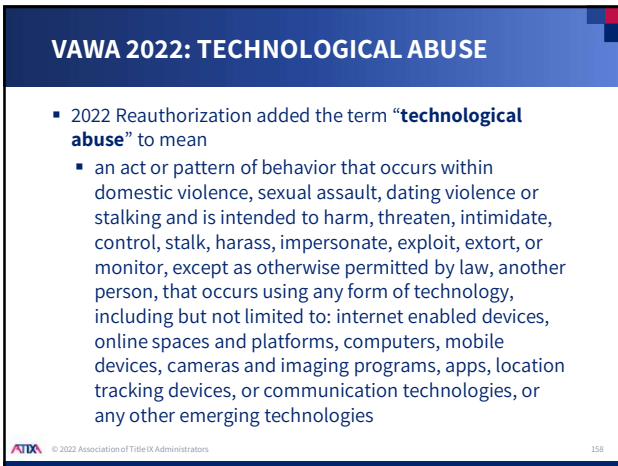 VAWA 2022: TECHNOLOGICAL ABUSE
▪ 2022 Reauthorization added the term “technological
abuse” to mean
▪ an act or pattern of behavior that occurs within
domestic violence, sexual assault, dating violence or
stalking and is intended to harm, threaten, intimidate,
control, stalk, harass, impersonate, exploit, extort, or
monitor, except as otherwise permitted by law, another
person, that occurs using any form of technology,
including but not limited to: internet enabled devices,
online spaces and platforms, computers, mobile
devices, cameras and imaging programs, apps, location
tracking devices, or communication technologies, or
any other emerging technologies
ATIXA © 2022 Association of Title IX Administrators 158